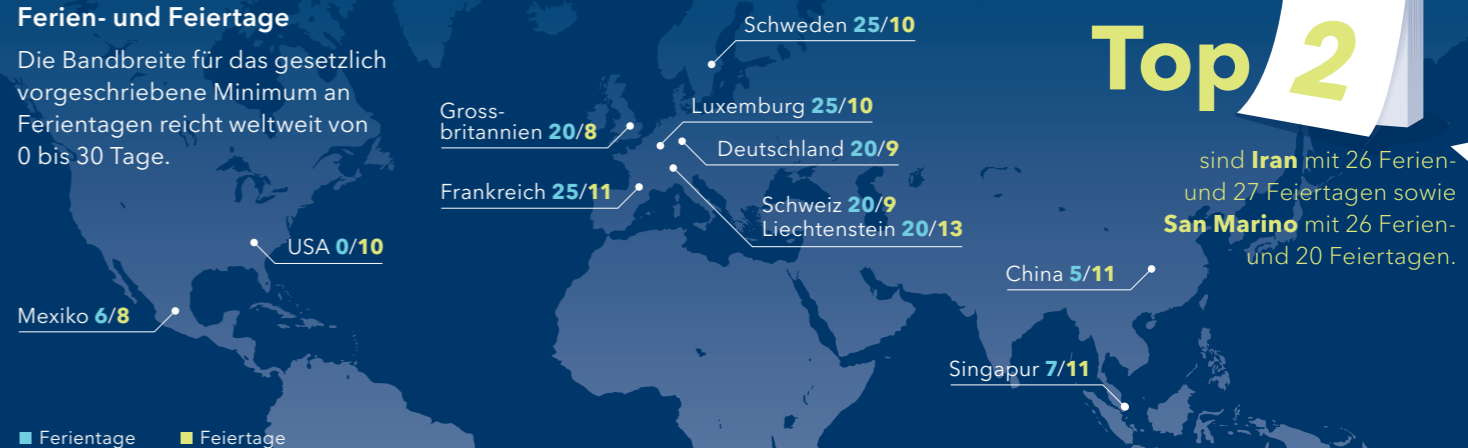 Ferien- und Feiertage
Die Bandbreite für das gesetzlich
vorgeschriebene Minimum an
Ferientagen reicht weltweit von
0 bis 30 Tage.
Schweden 25/10
Gross-
britannien 20/8
Luxemburg 25/10
Deutschland 20/9
Frankreich 25/11
Schweiz 20/9
Liechtenstein 20/13
USA 0/10
China 5/11
Mexiko 6/8
Singapur 7/11
Top 2
sind Iran mit 26 Ferien-
und 27 Feiertagen sowie
San Marino mit 26 Ferien-
und 20 Feiertagen.
Ferientage Feiertage